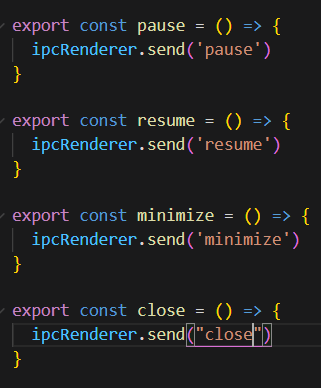 export const pause = () => {
  ipcRenderer.send('pause')
}

export const resume = () => {
  ipcRenderer.send('resume')
}

export const minimize = () => {
  ipcRenderer.send('minimize')
}

export const close = () => {
  ipcRenderer.send("close")
}